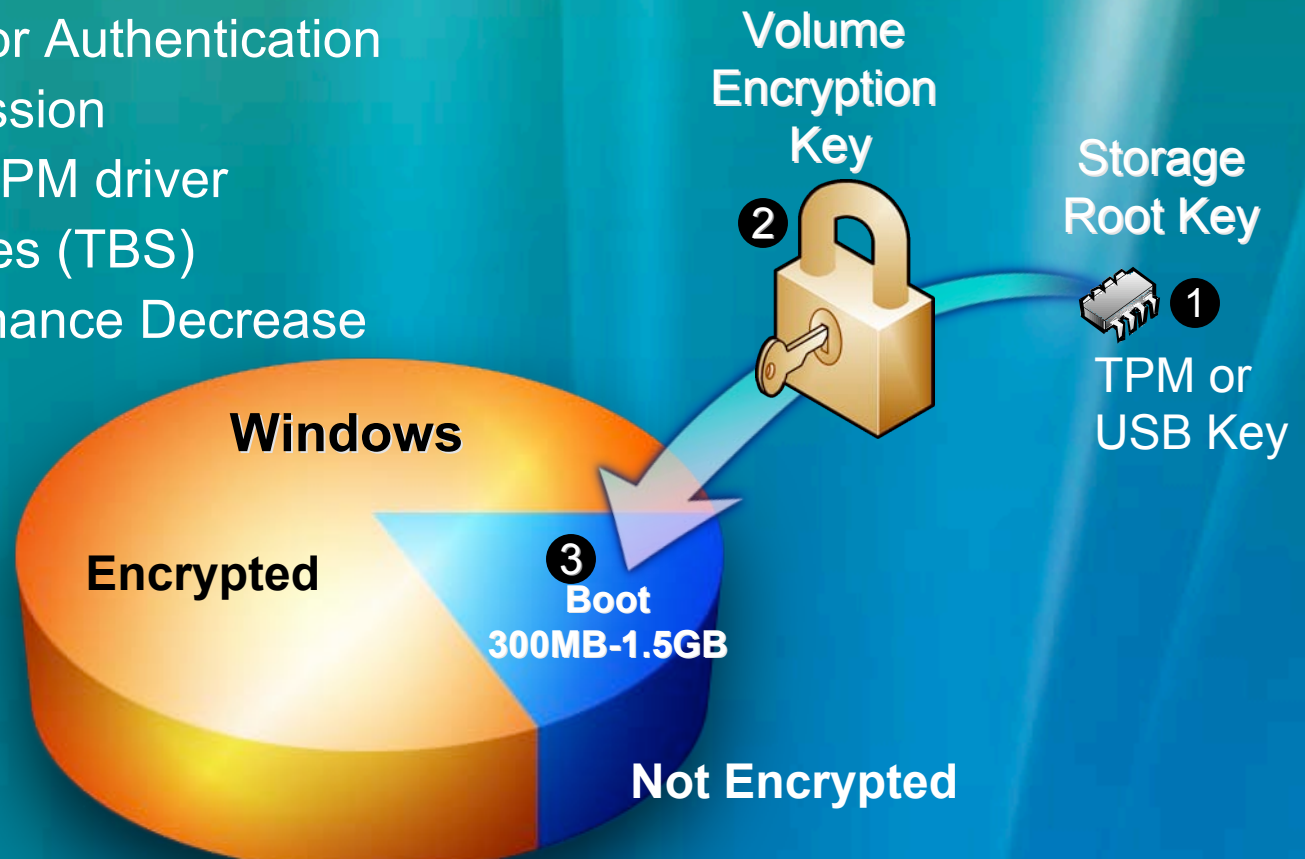 or Authentication
ssion
PM driver
es (TBS)
nance Decrease
Volume
Encryption
Key
Storage
Root Key
2
1
TPM or
USB Key
Windows
Encrypted
3
Boot
300MB-1.5GB
Not Encrypted